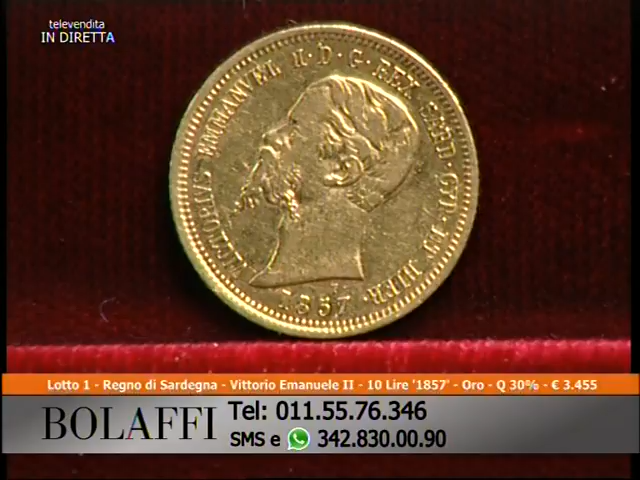 televendita
IN DIRETTA
VICTORIUS EMMANVEL II · D · G · REX SARD · CYP · ET HIER ·
1857
Lotto 1 - Regno di Sardegna - Vittorio Emanuele II - 10 Lire '1857' - Oro - Q 30% - € 3.455
BOLAFFI
Tel: 011.55.76.346
SMS e 342.830.00.90